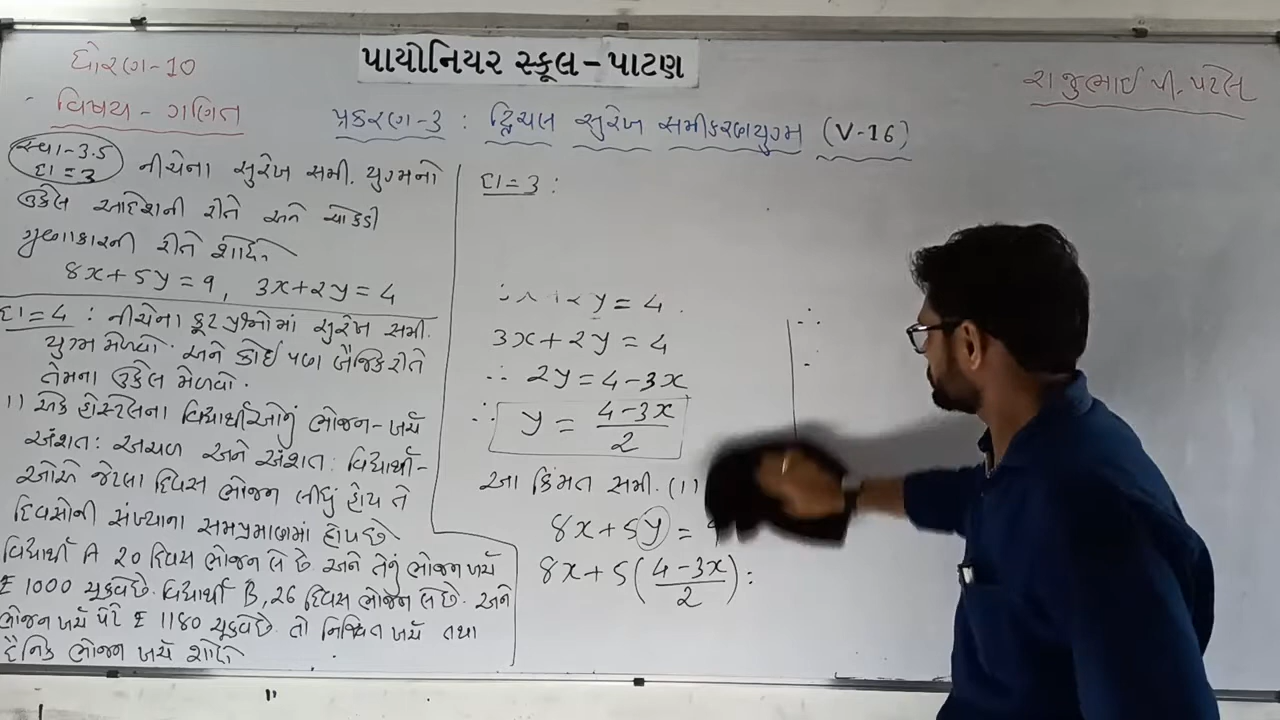 પાયોનિયર સ્કૂલ - પાટણ
ધોરણ-10
વિષય - ગણિત
રાજુભાઈ પી. પટેલ
પ્રકરણ-3 : દ્વિચલ સુરેખ સમીકરણયુગ્મ (V-16)
સ્વા-3.5
દા=3
નીચેના સુરેખ સમી. યુગ્મનો
ઉકેલ આદેશની રીતે અને ચોકડી
ગુણાકારની રીતે શોધો.
8x+5y=9, 3x+2y=4
દા=4 : નીચેના કૂટપ્રશ્નોમાં સુરેખ સમી.
યુગ્મ મેળવો. અને કોઈ પણ બૈજિક રીતે
તેમના ઉકેલ મેળવો.
1) એક હોસ્ટેલના વિદ્યાર્થીઓનું ભોજન-ખર્ચ
અંશતઃ અચળ અને અંશતઃ વિદ્યાર્થી-
ઓએ જેટલા દિવસ ભોજન લીધું હોય તે
દિવસોની સંખ્યાના સમપ્રમાણમાં હોય છે
વિદ્યાર્થી A 20 દિવસ ભોજન લે છે અને તેનું ભોજન ખર્ચ
₹ 1000 ચૂકવે છે. વિદ્યાર્થી B, 26 દિવસ ભોજન લે છે. અને
ભોજન ખર્ચ પેટે ₹ 1180 ચૂકવે છે. તો નિશ્ચિત ખર્ચ તથા
દૈનિક ભોજન ખર્ચ શોધો
દા=3 :
y = 4.
3x+2y=4
∴ 2y=4-3x
∴ y = (4-3x)/2
આ કિંમત સમી. (1)
8x+5y =
8x+5((4-3x)/2) =